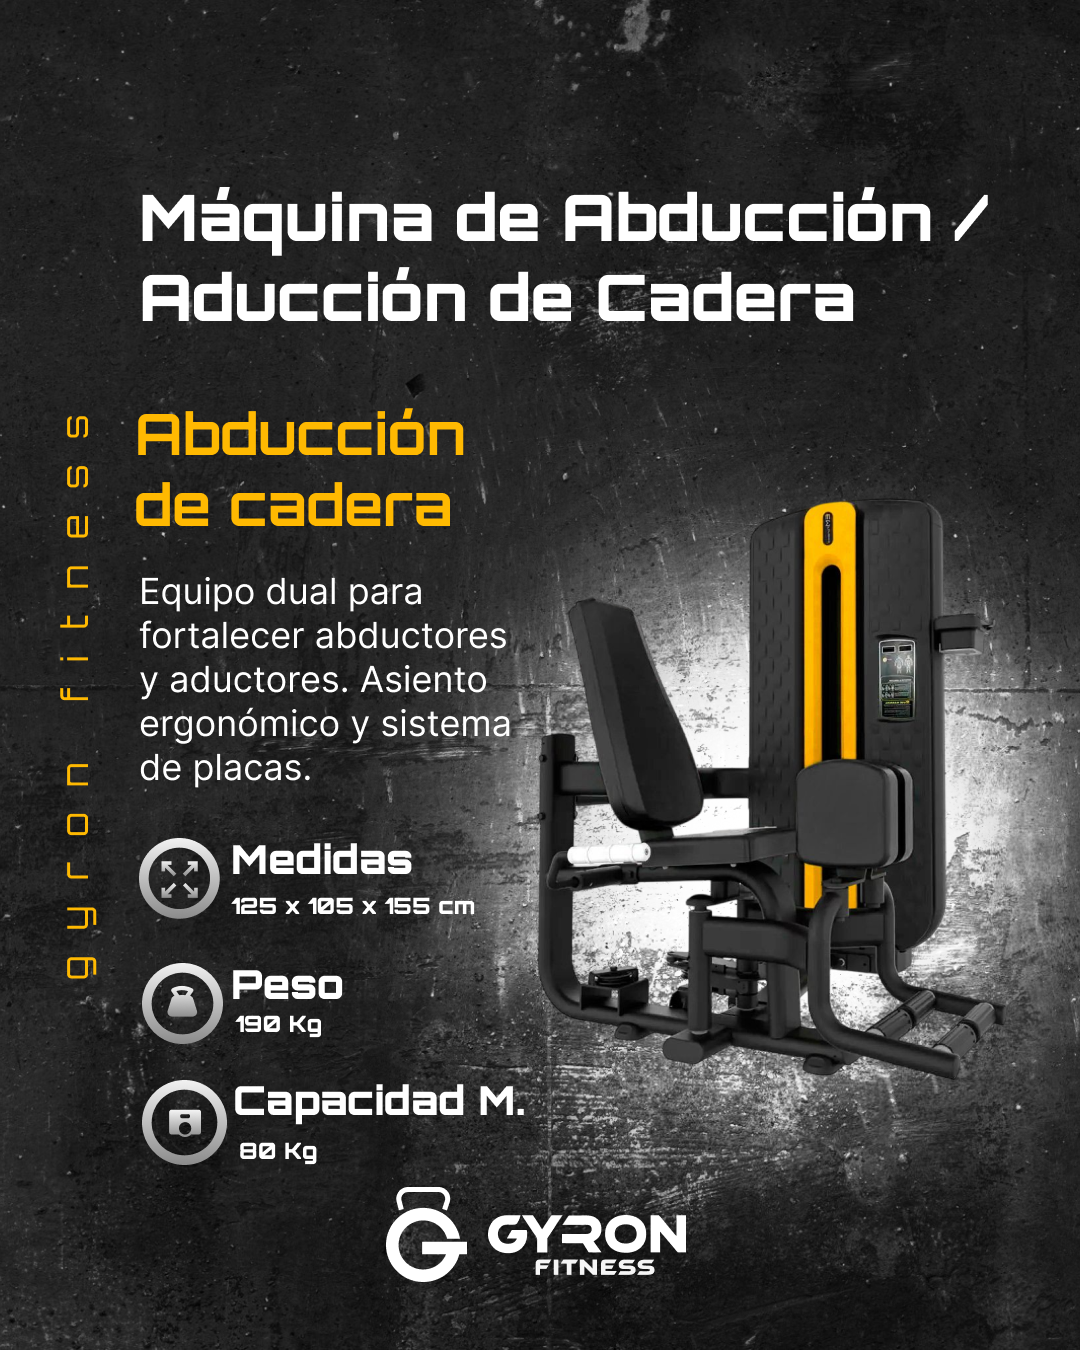 Máquina de Abducción /
Aducción de Cadera
Abducción
de cadera
Equipo dual para
fortalecer abductores
y aductores. Asiento
ergonómico y sistema
de placas.
gyron fitness
Medidas
125 x 105 x 155 cm
Peso
190 Kg
Capacidad M.
80 Kg
GYRON
FITNESS